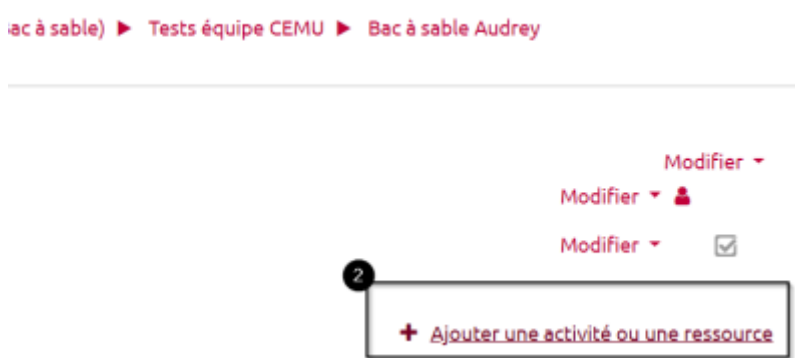 ac à sable) ► Tests équipe CEMU ► Bac à sable Audrey
Modifier
Modifier
Modifier
2
+ Ajouter une activité ou une ressource